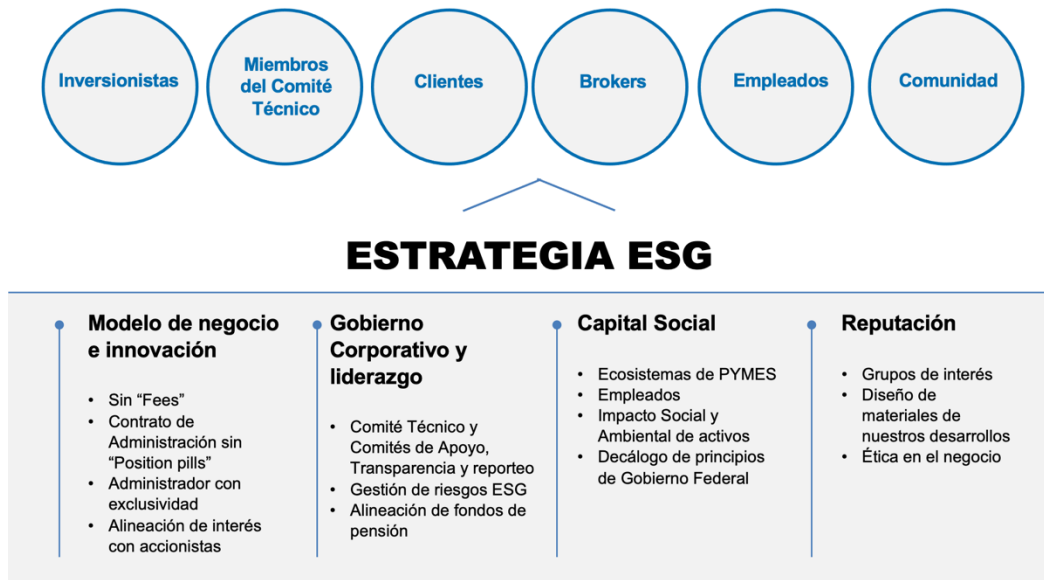 Inversionistas
Miembros
del Comité
Técnico
Clientes
Brokers
Empleados
Comunidad
ESTRATEGIA ESG
Modelo de negocio
e innovación
• Sin “Fees”
• Contrato de
Administración sin
“Position pills”
• Administrador con
exclusividad
• Alineación de interés
con accionistas
Gobierno
Corporativo y
liderazgo
• Comité Técnico y
Comités de Apoyo,
Transparencia y reporteo
• Gestión de riesgos ESG
• Alineación de fondos de
pensión
Capital Social
• Ecosistemas de PYMES
• Empleados
• Impacto Social y
Ambiental de activos
• Decálogo de principios
de Gobierno Federal
Reputación
• Grupos de interés
• Diseño de
materiales de
nuestros desarrollos
• Ética en el negocio